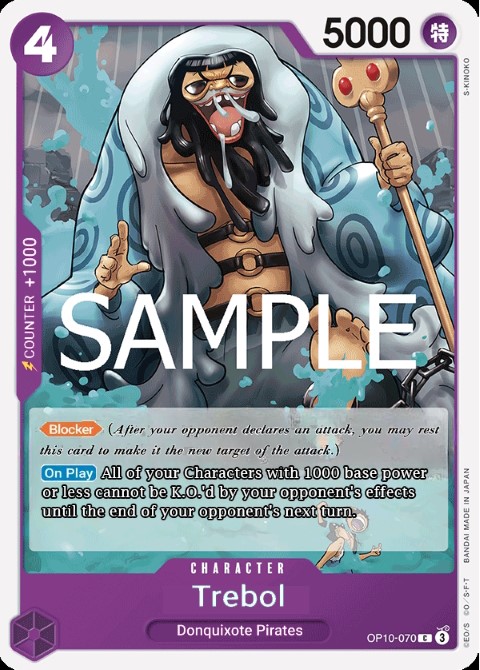 4
5000
特
S-KINOKO
COUNTER +1000
SAMPLE
Blocker (After your opponent declares an attack, you may rest
this card to make it the new target of the attack.)
On Play All of your Characters with 1000 base power
or less cannot be K.O.'d by your opponent's effects
until the end of your opponent's next turn.
CHARACTER
Trebol
Donquixote Pirates
OP10-070 C 3
©E/S ©O/S・F・T BANDAI MADE IN JAPAN